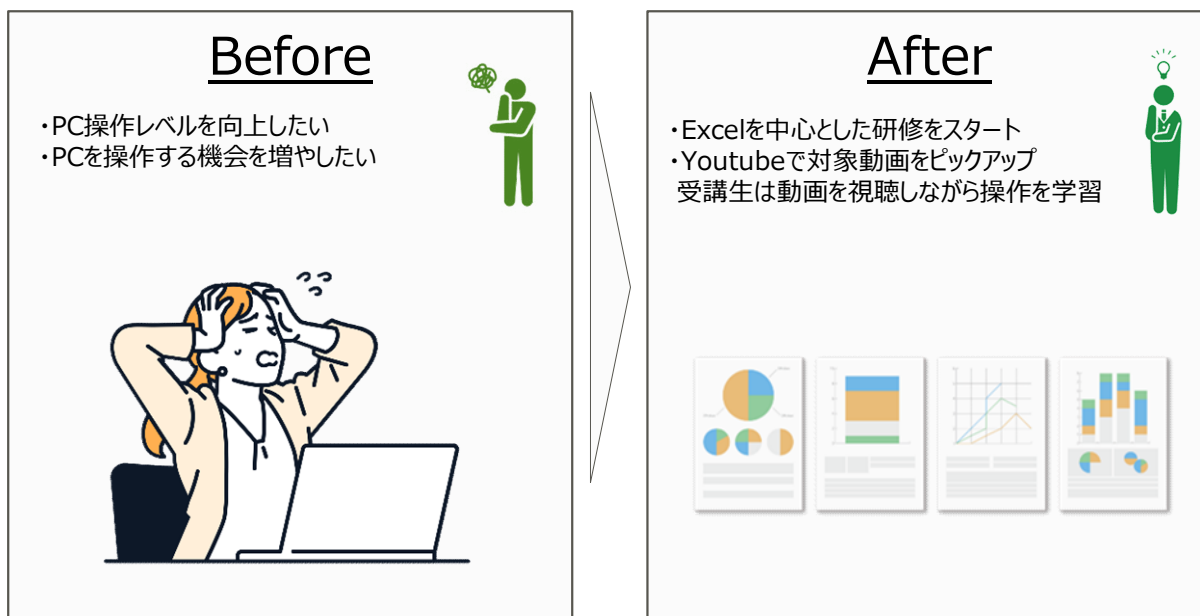 Before
・PC操作レベルを向上したい
・PCを操作する機会を増やしたい
After
・Excelを中心とした研修をスタート
・Youtubeで対象動画をピックアップ
受講生は動画を視聴しながら操作を学習